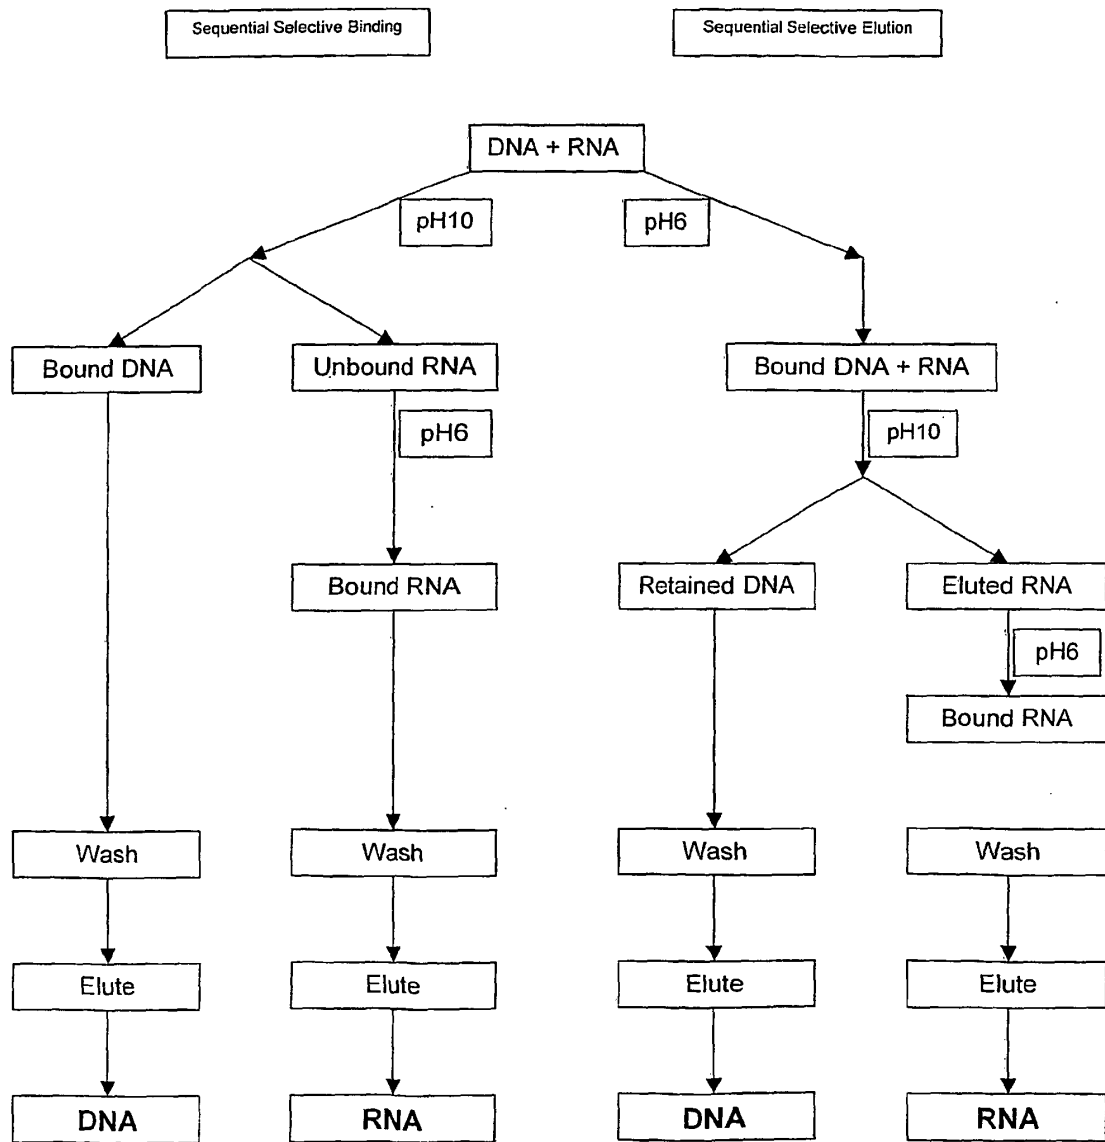 Sequential Selective Binding
Sequential Selective Elution
DNA + RNA
pH10
pH6
Bound DNA
Unbound RNA
Bound DNA + RNA
pH6
pH10
Bound RNA
Retained DNA
Eluted RNA
pH6
Bound RNA
Wash
Wash
Wash
Wash
Elute
Elute
Elute
Elute
DNA
RNA
DNA
RNA